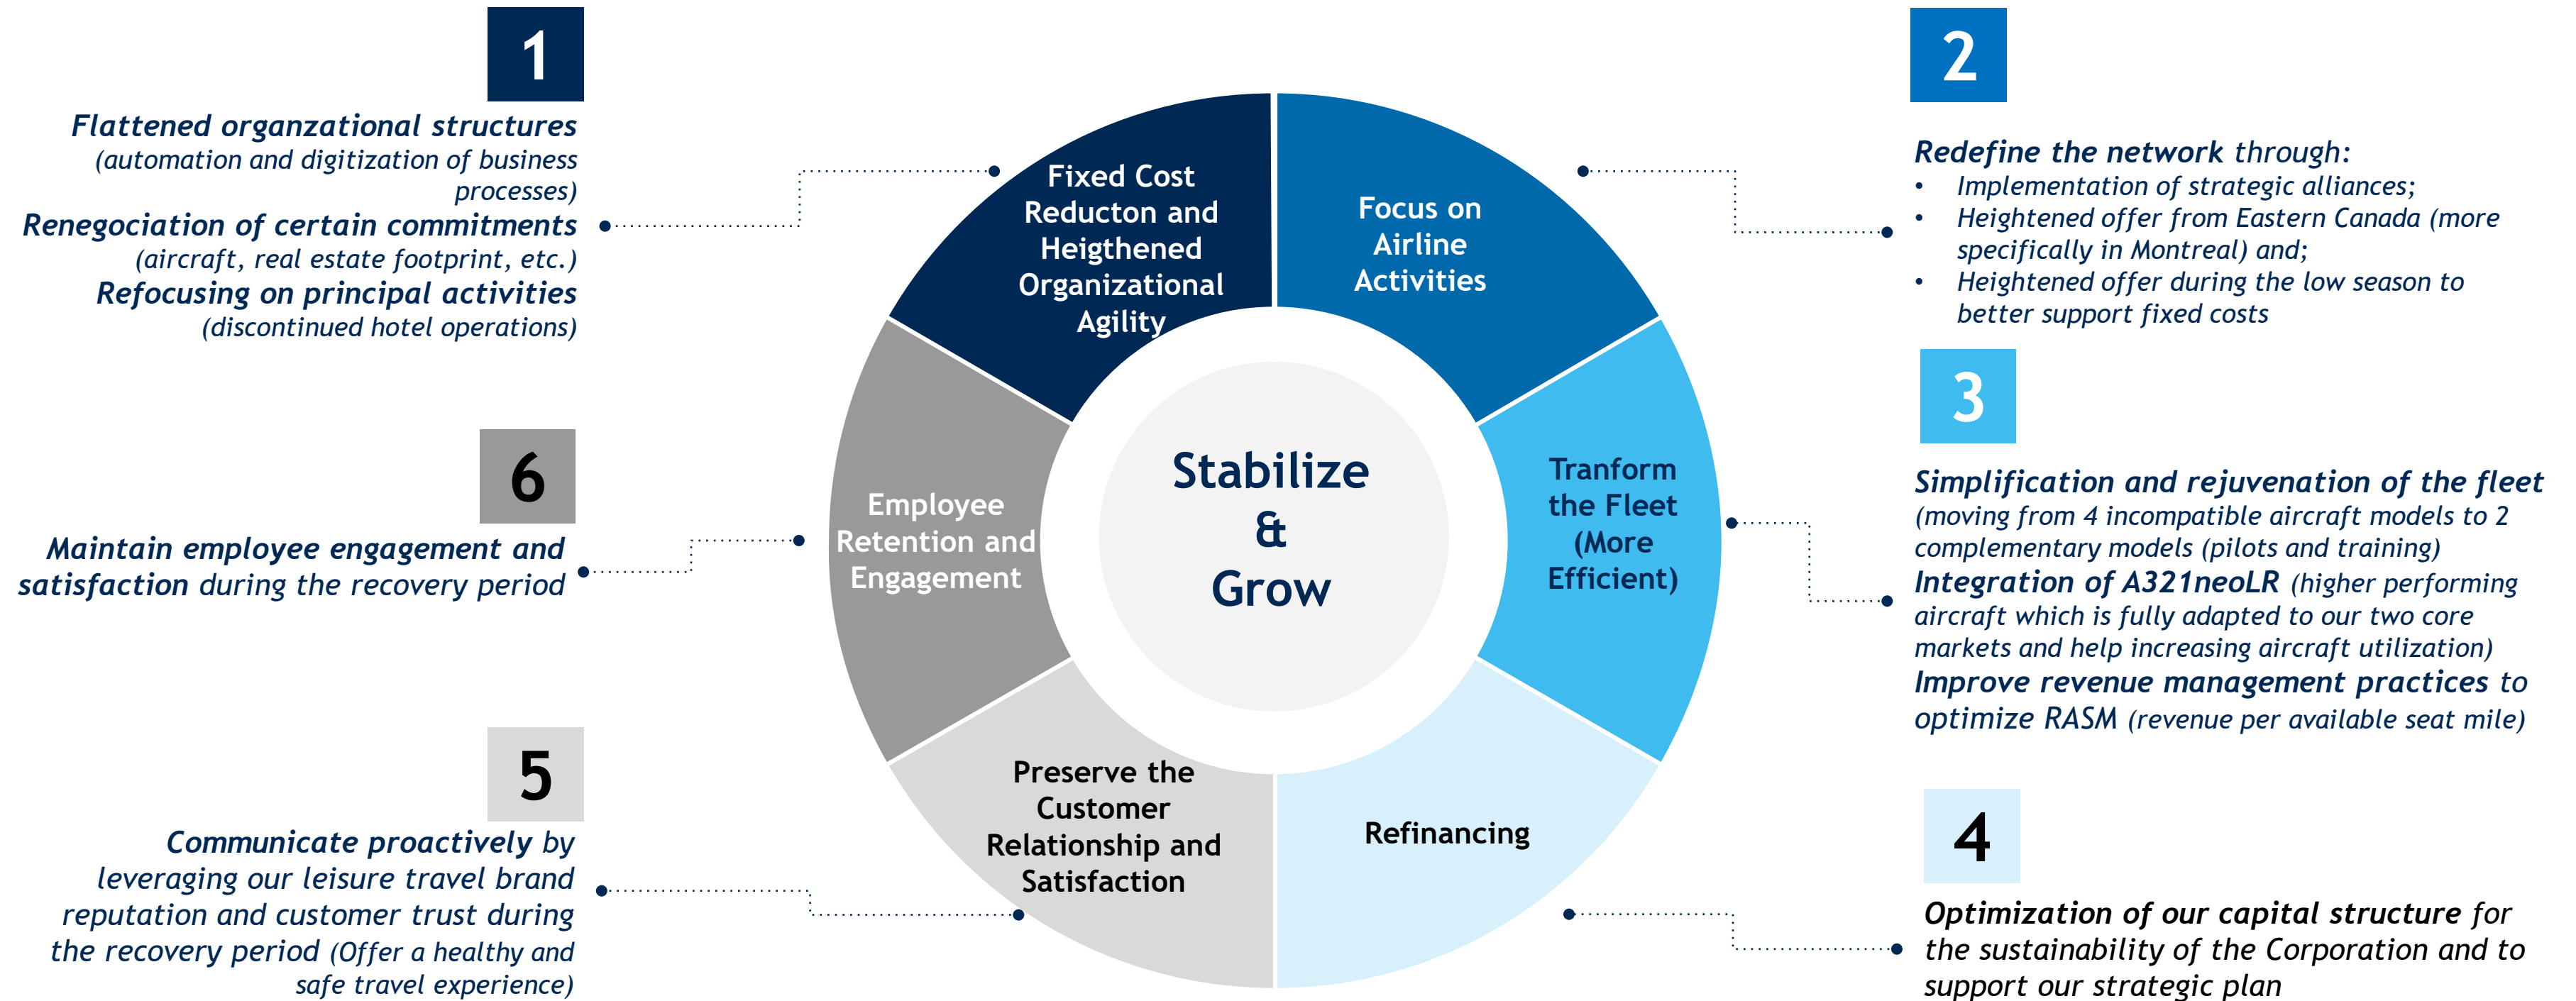 1
Flattened organzational structures
(automation and digitization of business
processes)
Renegociation of certain commitments
(aircraft, real estate footprint, etc.)
Refocusing on principal activities
(discontinued hotel operations)
Fixed Cost
Reducton and
Heigthened
Organizational
Agility
2
Focus on
Airline
Activities
Redefine the network through:
• Implementation of strategic alliances;
• Heightened offer from Eastern Canada (more
specifically in Montreal) and;
• Heightened offer during the low season to
better support fixed costs
3
Tranform
the Fleet
(More
Efficient)
Simplification and rejuvenation of the fleet
(moving from 4 incompatible aircraft models to 2
complementary models (pilots and training)
Integration of A321neoLR (higher performing
aircraft which is fully adapted to our two core
markets and help increasing aircraft utilization)
Improve revenue management practices to
optimize RASM (revenue per available seat mile)
4
Refinancing
Optimization of our capital structure for
the sustainability of the Corporation and to
support our strategic plan
5
Preserve the
Customer
Relationship and
Satisfaction
Communicate proactively by
leveraging our leisure travel brand
reputation and customer trust during
the recovery period (Offer a healthy and
safe travel experience)
6
Employee
Retention and
Engagement
Maintain employee engagement and
satisfaction during the recovery period
Stabilize
&
Grow